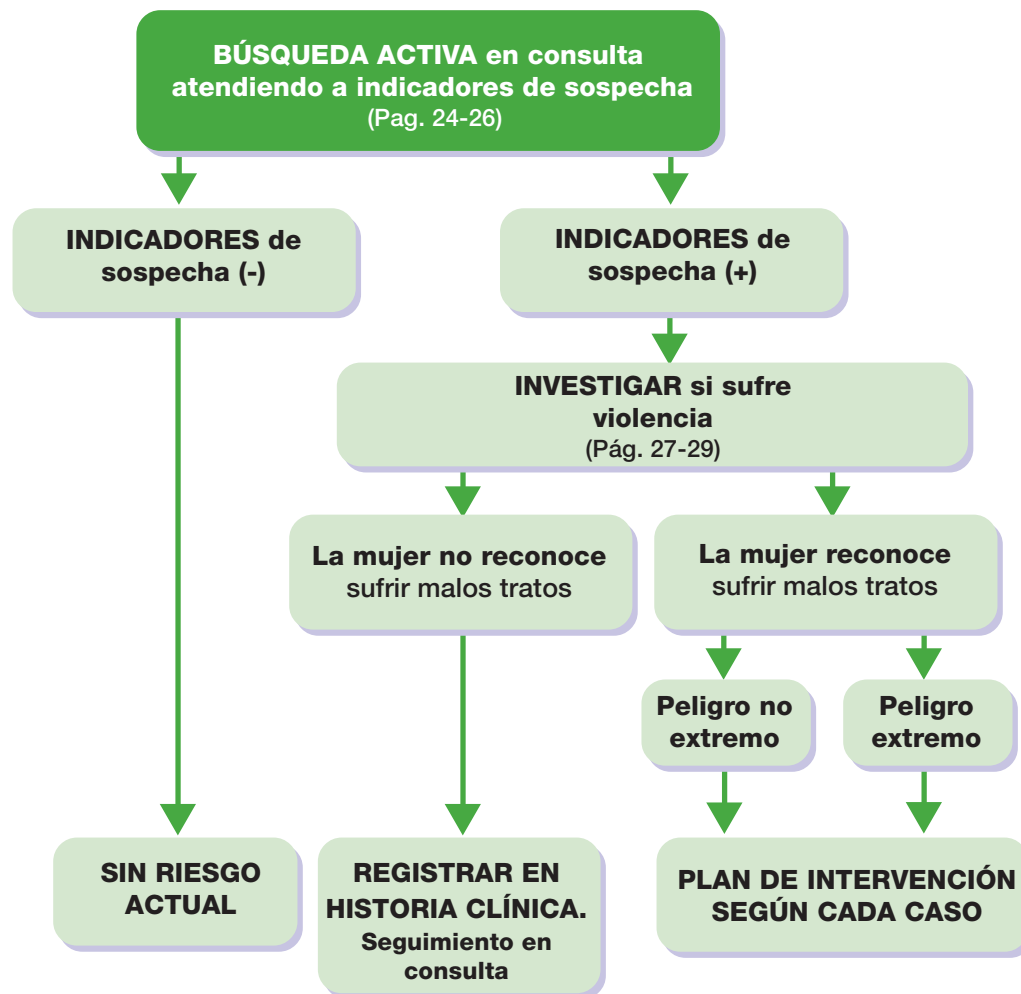 BÚSQUEDA ACTIVA en consulta
atendiendo a indicadores de sospecha
(Pag. 24-26)
INDICADORES de
sospecha (-)
INDICADORES de
sospecha (+)
INVESTIGAR si sufre
violencia
(Pág. 27-29)
La mujer no reconoce
sufrir malos tratos
La mujer reconoce
sufrir malos tratos
Peligro no
extremo
Peligro
extremo
SIN RIESGO
ACTUAL
REGISTRAR EN
HISTORIA CLÍNICA.
Seguimiento en
consulta
PLAN DE INTERVENCIÓN
SEGÚN CADA CASO